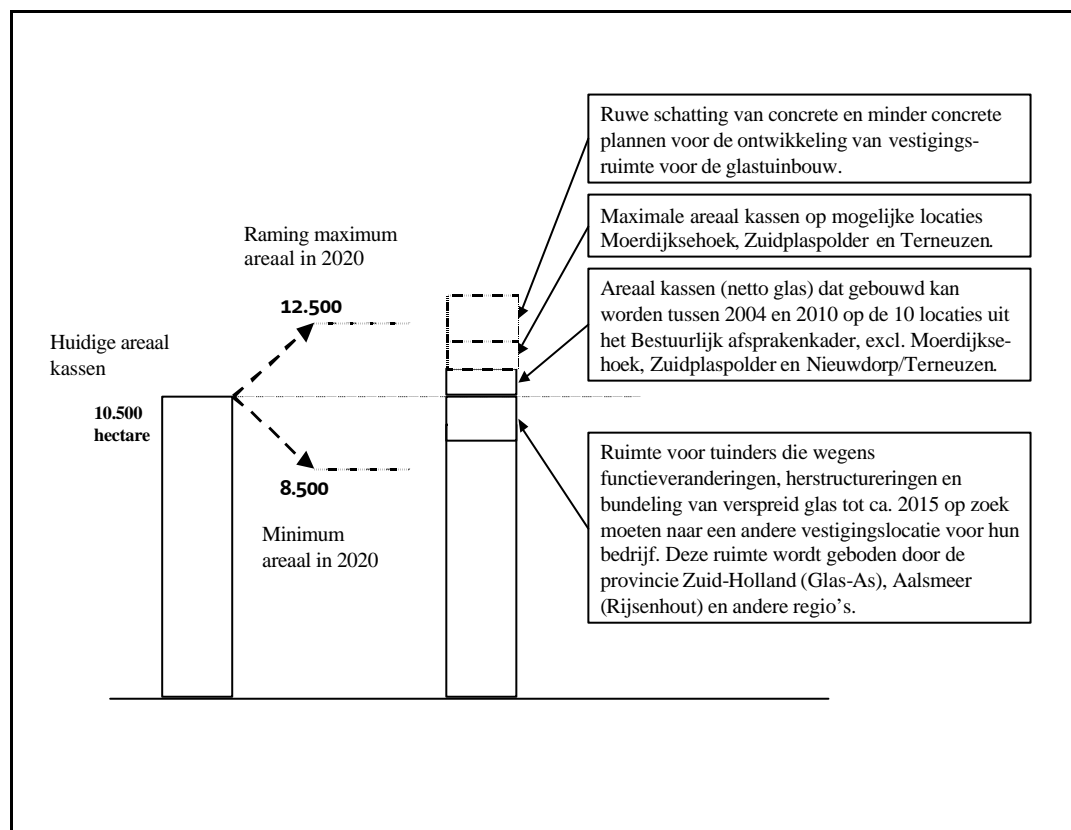 Ruwe schatting van concrete en minder concrete
plannen voor de ontwikkeling van vestigings-
ruimte voor de glastuinbouw.
Maximale areaal kassen op mogelijke locaties
Moerdijksehoek, Zuidplaspolder en Terneuzen.
Raming maximum
areaal in 2020
12.500
Areaal kassen (netto glas) dat gebouwd kan
worden tussen 2004 en 2010 op de 10 locaties uit
het Bestuurlijk afsprakenkader, excl. Moerdijkse-
hoek, Zuidplaspolder en Nieuwdorp/Terneuzen.
Huidige areaal
kassen
10.500
hectare
8.500
Minimum
areaal in 2020
Ruimte voor tuinders die wegens
functieveranderingen, herstructureringen en
bundeling van verspreid glas tot ca. 2015 op zoek
moeten naar een andere vestigingslocatie voor hun
bedrijf. Deze ruimte wordt geboden door de
provincie Zuid-Holland (Glas-As), Aalsmeer
(Rijsenhout) en andere regio's.